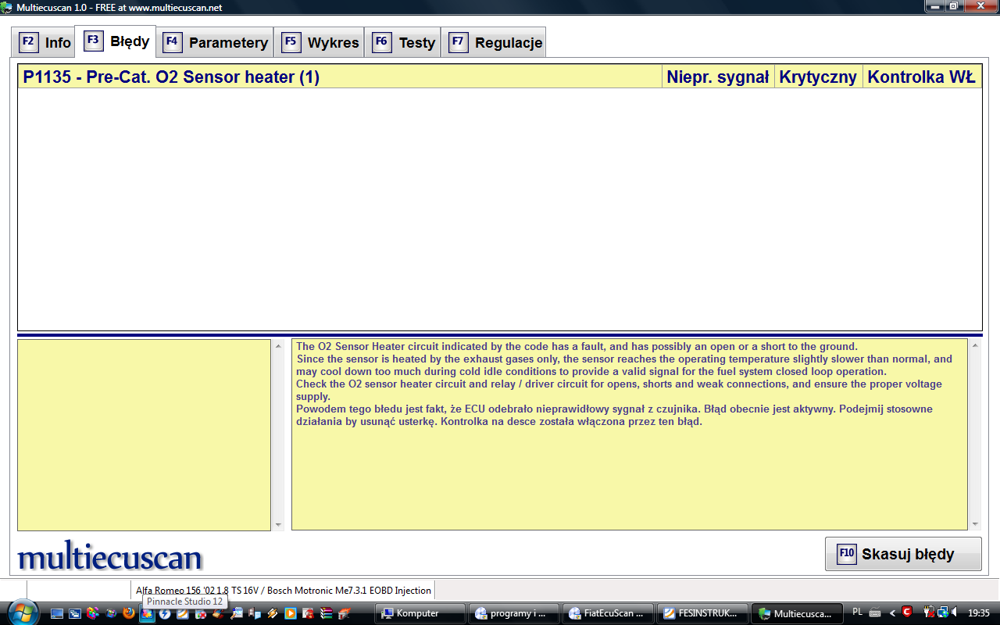 Multiecuscan 1.0 - FREE at www.multiecuscan.net
F2 Info F3 Błędy F4 Parametery F5 Wykres F6 Testy F7 Regulacje
P1135 - Pre-Cat. O2 Sensor heater (1) Niepr. sygnał Krytyczny Kontrolka WŁ
The O2 Sensor Heater circuit indicated by the code has a fault, and has possibly an open or a short to the ground.
Since the sensor is heated by the exhaust gases only, the sensor reaches the operating temperature slightly slower than normal, and
may cool down too much during cold idle conditions to provide a valid signal for the fuel system closed loop operation.
Check the O2 sensor heater circuit and relay / driver circuit for opens, shorts and weak connections, and ensure the proper voltage
supply.
Powodem tego błedu jest fakt, że ECU odebrało nieprawidłowy sygnał z czujnika. Błąd obecnie jest aktywny. Podejmij stosowne
działania by usunąć usterkę. Kontrolka na desce została włączona przez ten błąd.
multiecuscan
F10 Skasuj błędy
Alfa Romeo 156 '02 1.8 TS 16V / Bosch Motronic Me7.3.1 EOBD Injection
Pinnacle Studio 12
Komputer programy i ... FiatEcuScan ... FESINSTRUK... Multiecusca... PL 19:35